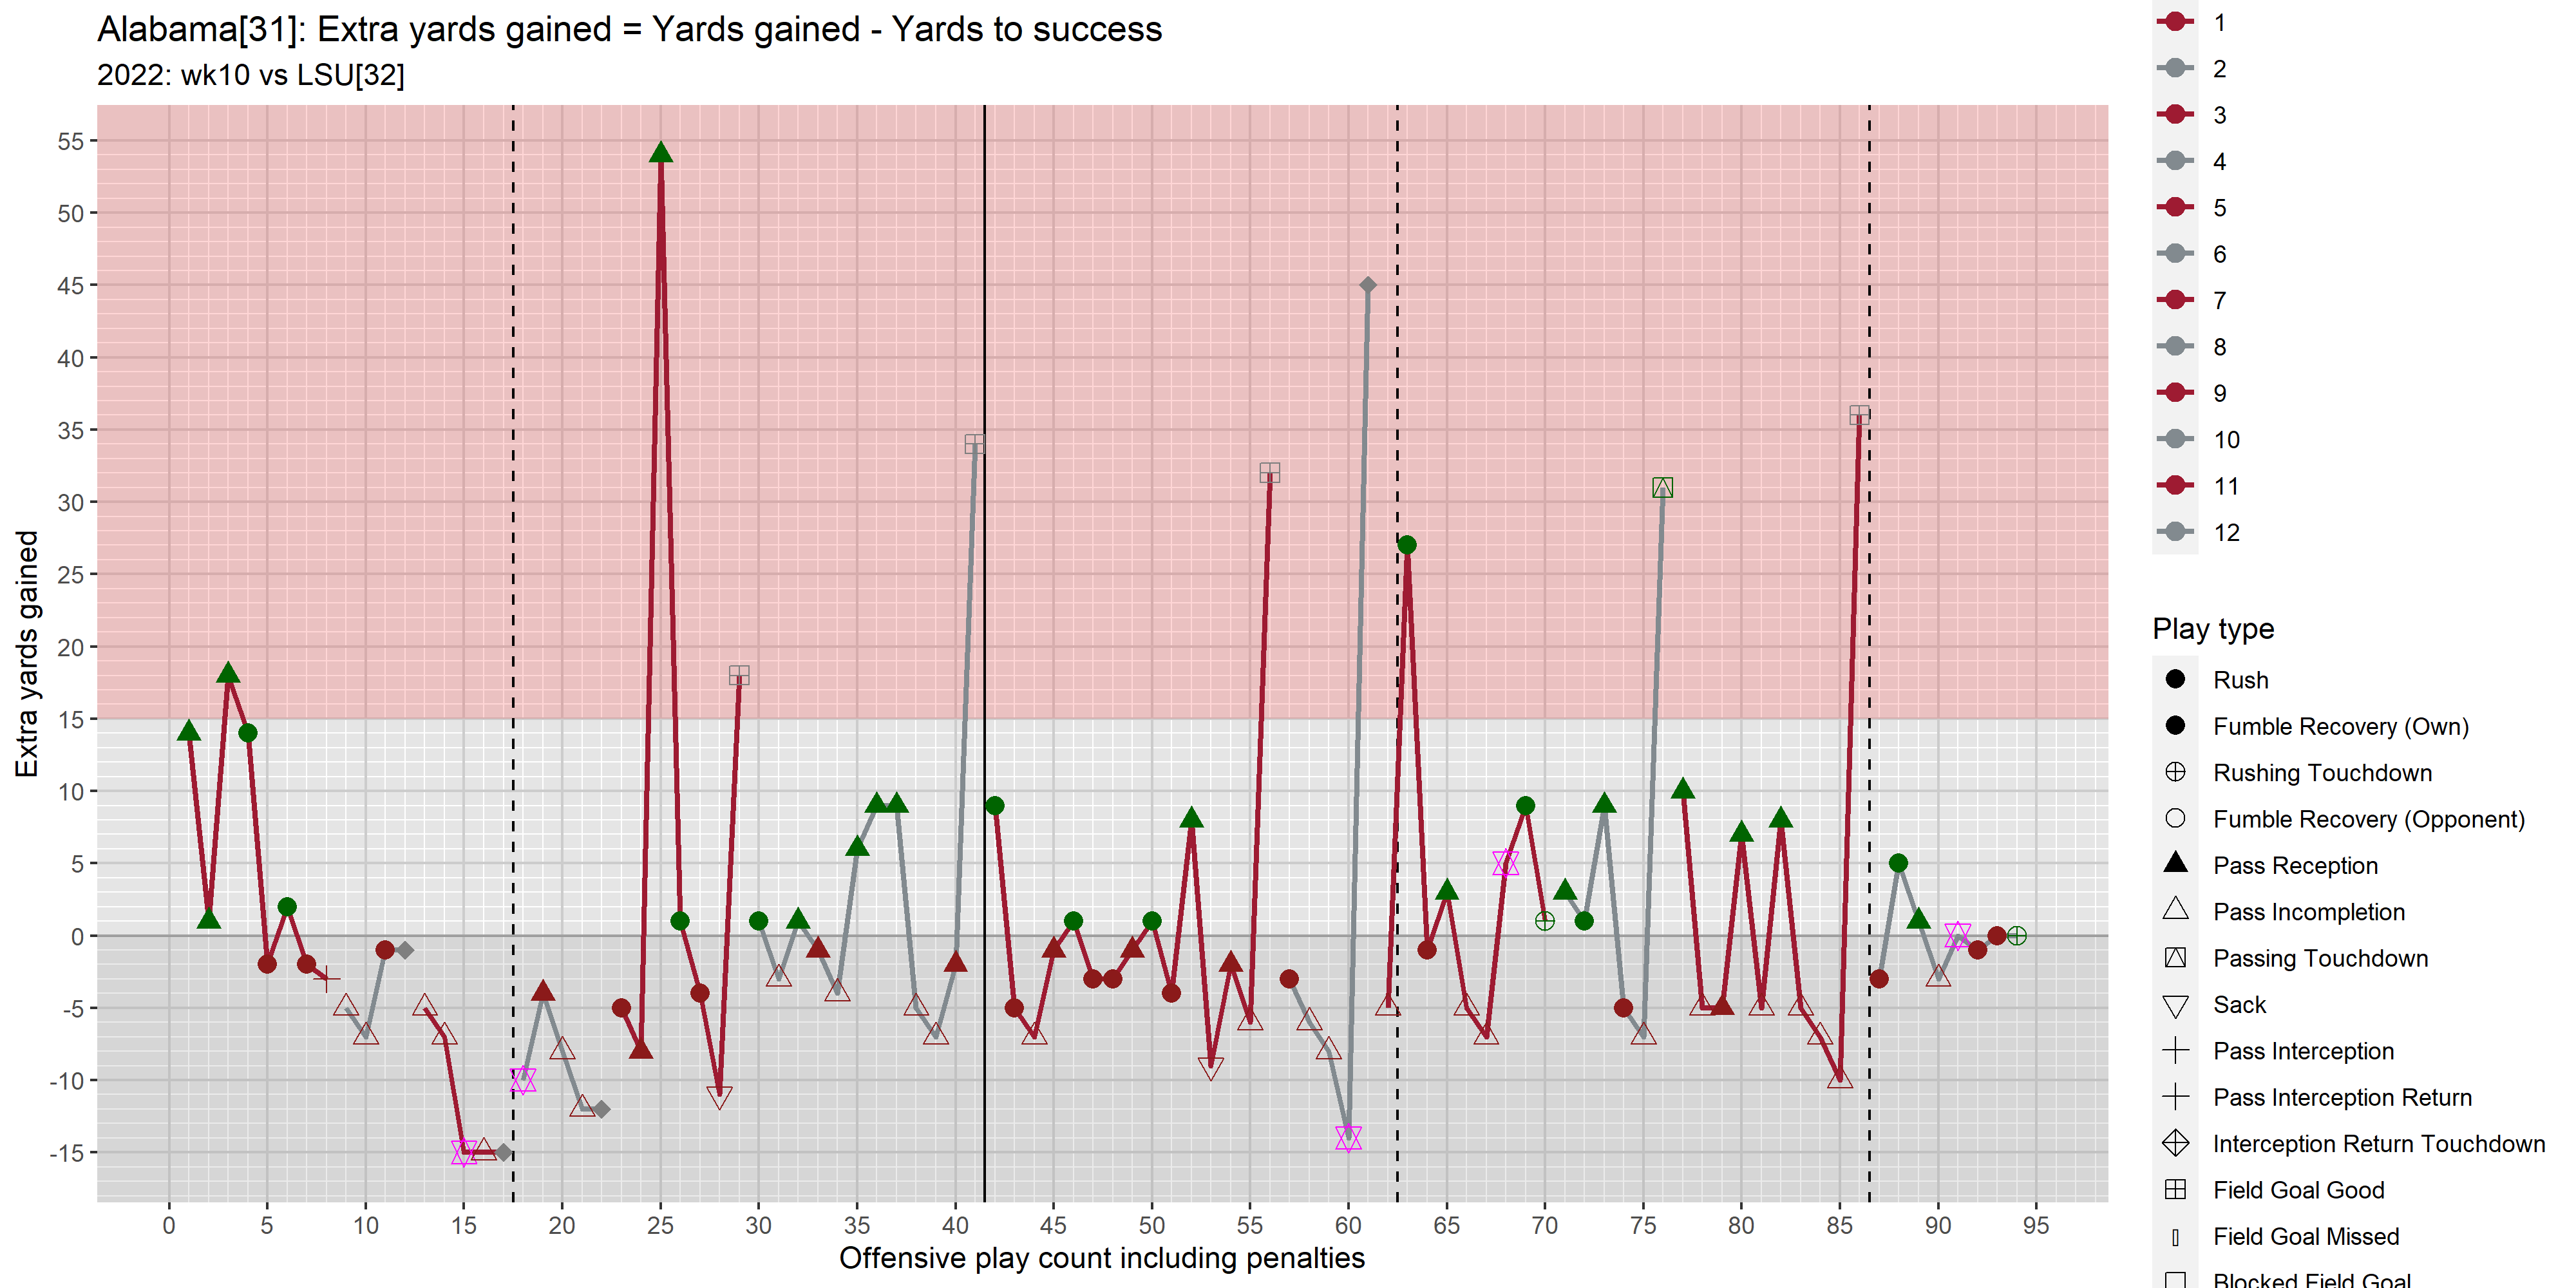 Alabama[31]: Extra yards gained = Yards gained - Yards to success
2022: wk10 vs LSU[32]
Extra yards gained
55
50
45
40
35
30
25
20
15
10
5
0
-5
-10
-15
0 5 10 15 20 25 30 35 40 45 50 55 60 65 70 75 80 85 90 95
Offensive play count including penalties
1
2
3
4
5
6
7
8
9
10
11
12
Play type
Rush
Fumble Recovery (Own)
Rushing Touchdown
Fumble Recovery (Opponent)
Pass Reception
Pass Incompletion
Passing Touchdown
Sack
Pass Interception
Pass Interception Return
Interception Return Touchdown
Field Goal Good
Field Goal Missed
Blocked Field Goal